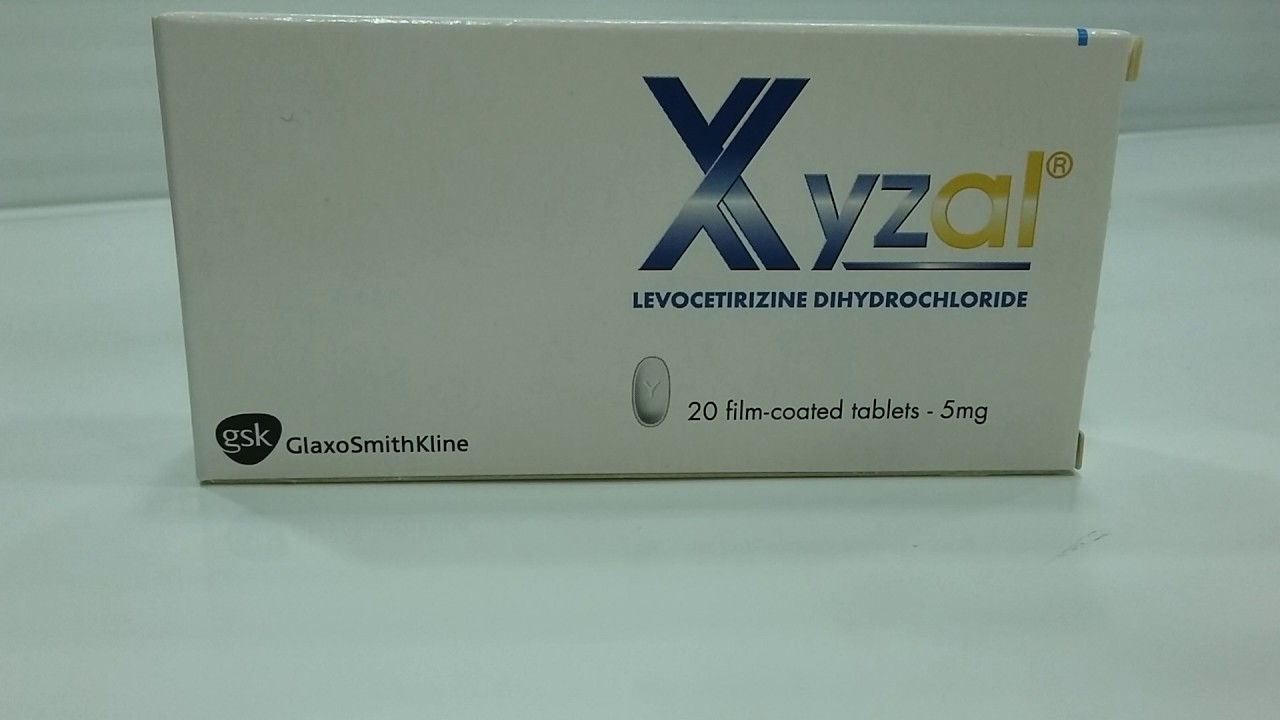 Xyzal®
LEVOCETIRIZINE DIHYDROCHLORIDE
Y
20 film-coated tablets - 5mg
gsk GlaxoSmithKline